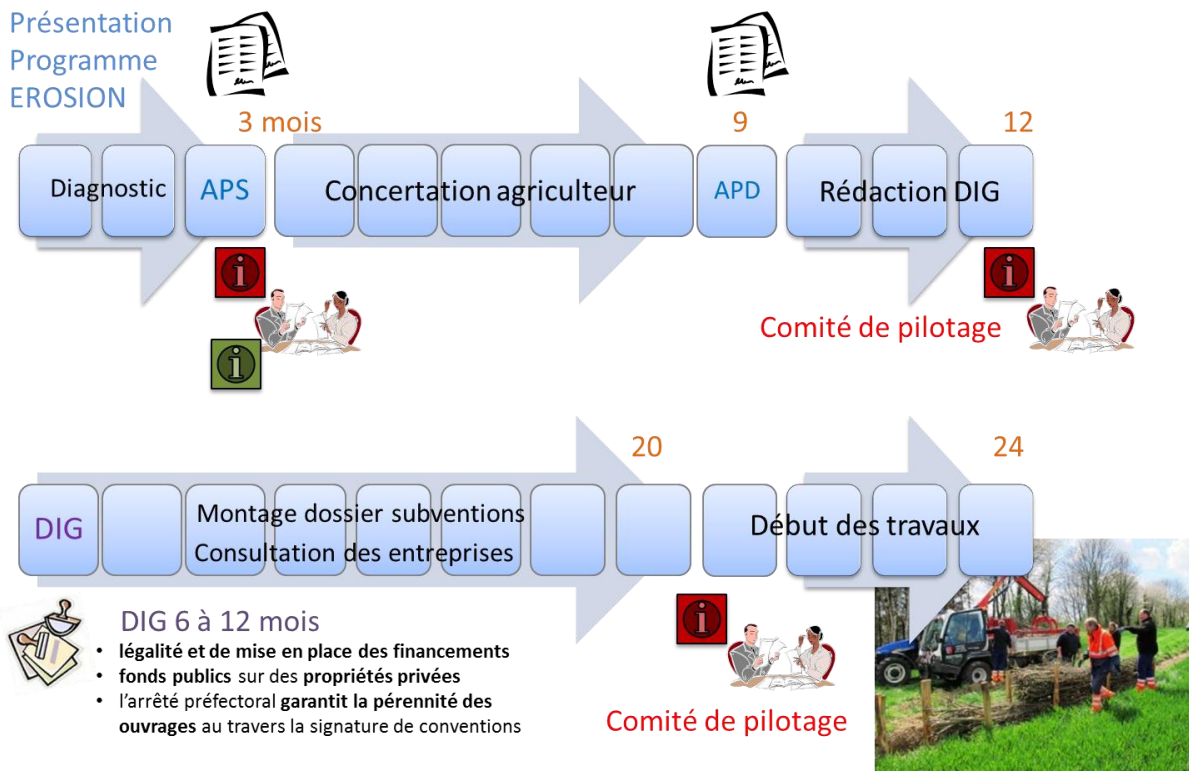 Présentation
Programme
EROSION
3 mois
9
12
Diagnostic
APS
Concertation agriculteur
APD
Rédaction DIG
i
i
i
Comité de pilotage
20
24
DIG
Montage dossier subventions
Consultation des entreprises
Début des travaux
DIG 6 à 12 mois
• légalité et de mise en place des financements
• fonds publics sur des propriétés privées
• l'arrêté préfectoral garantit la pérennité des
ouvrages au travers la signature de conventions
i
Comité de pilotage